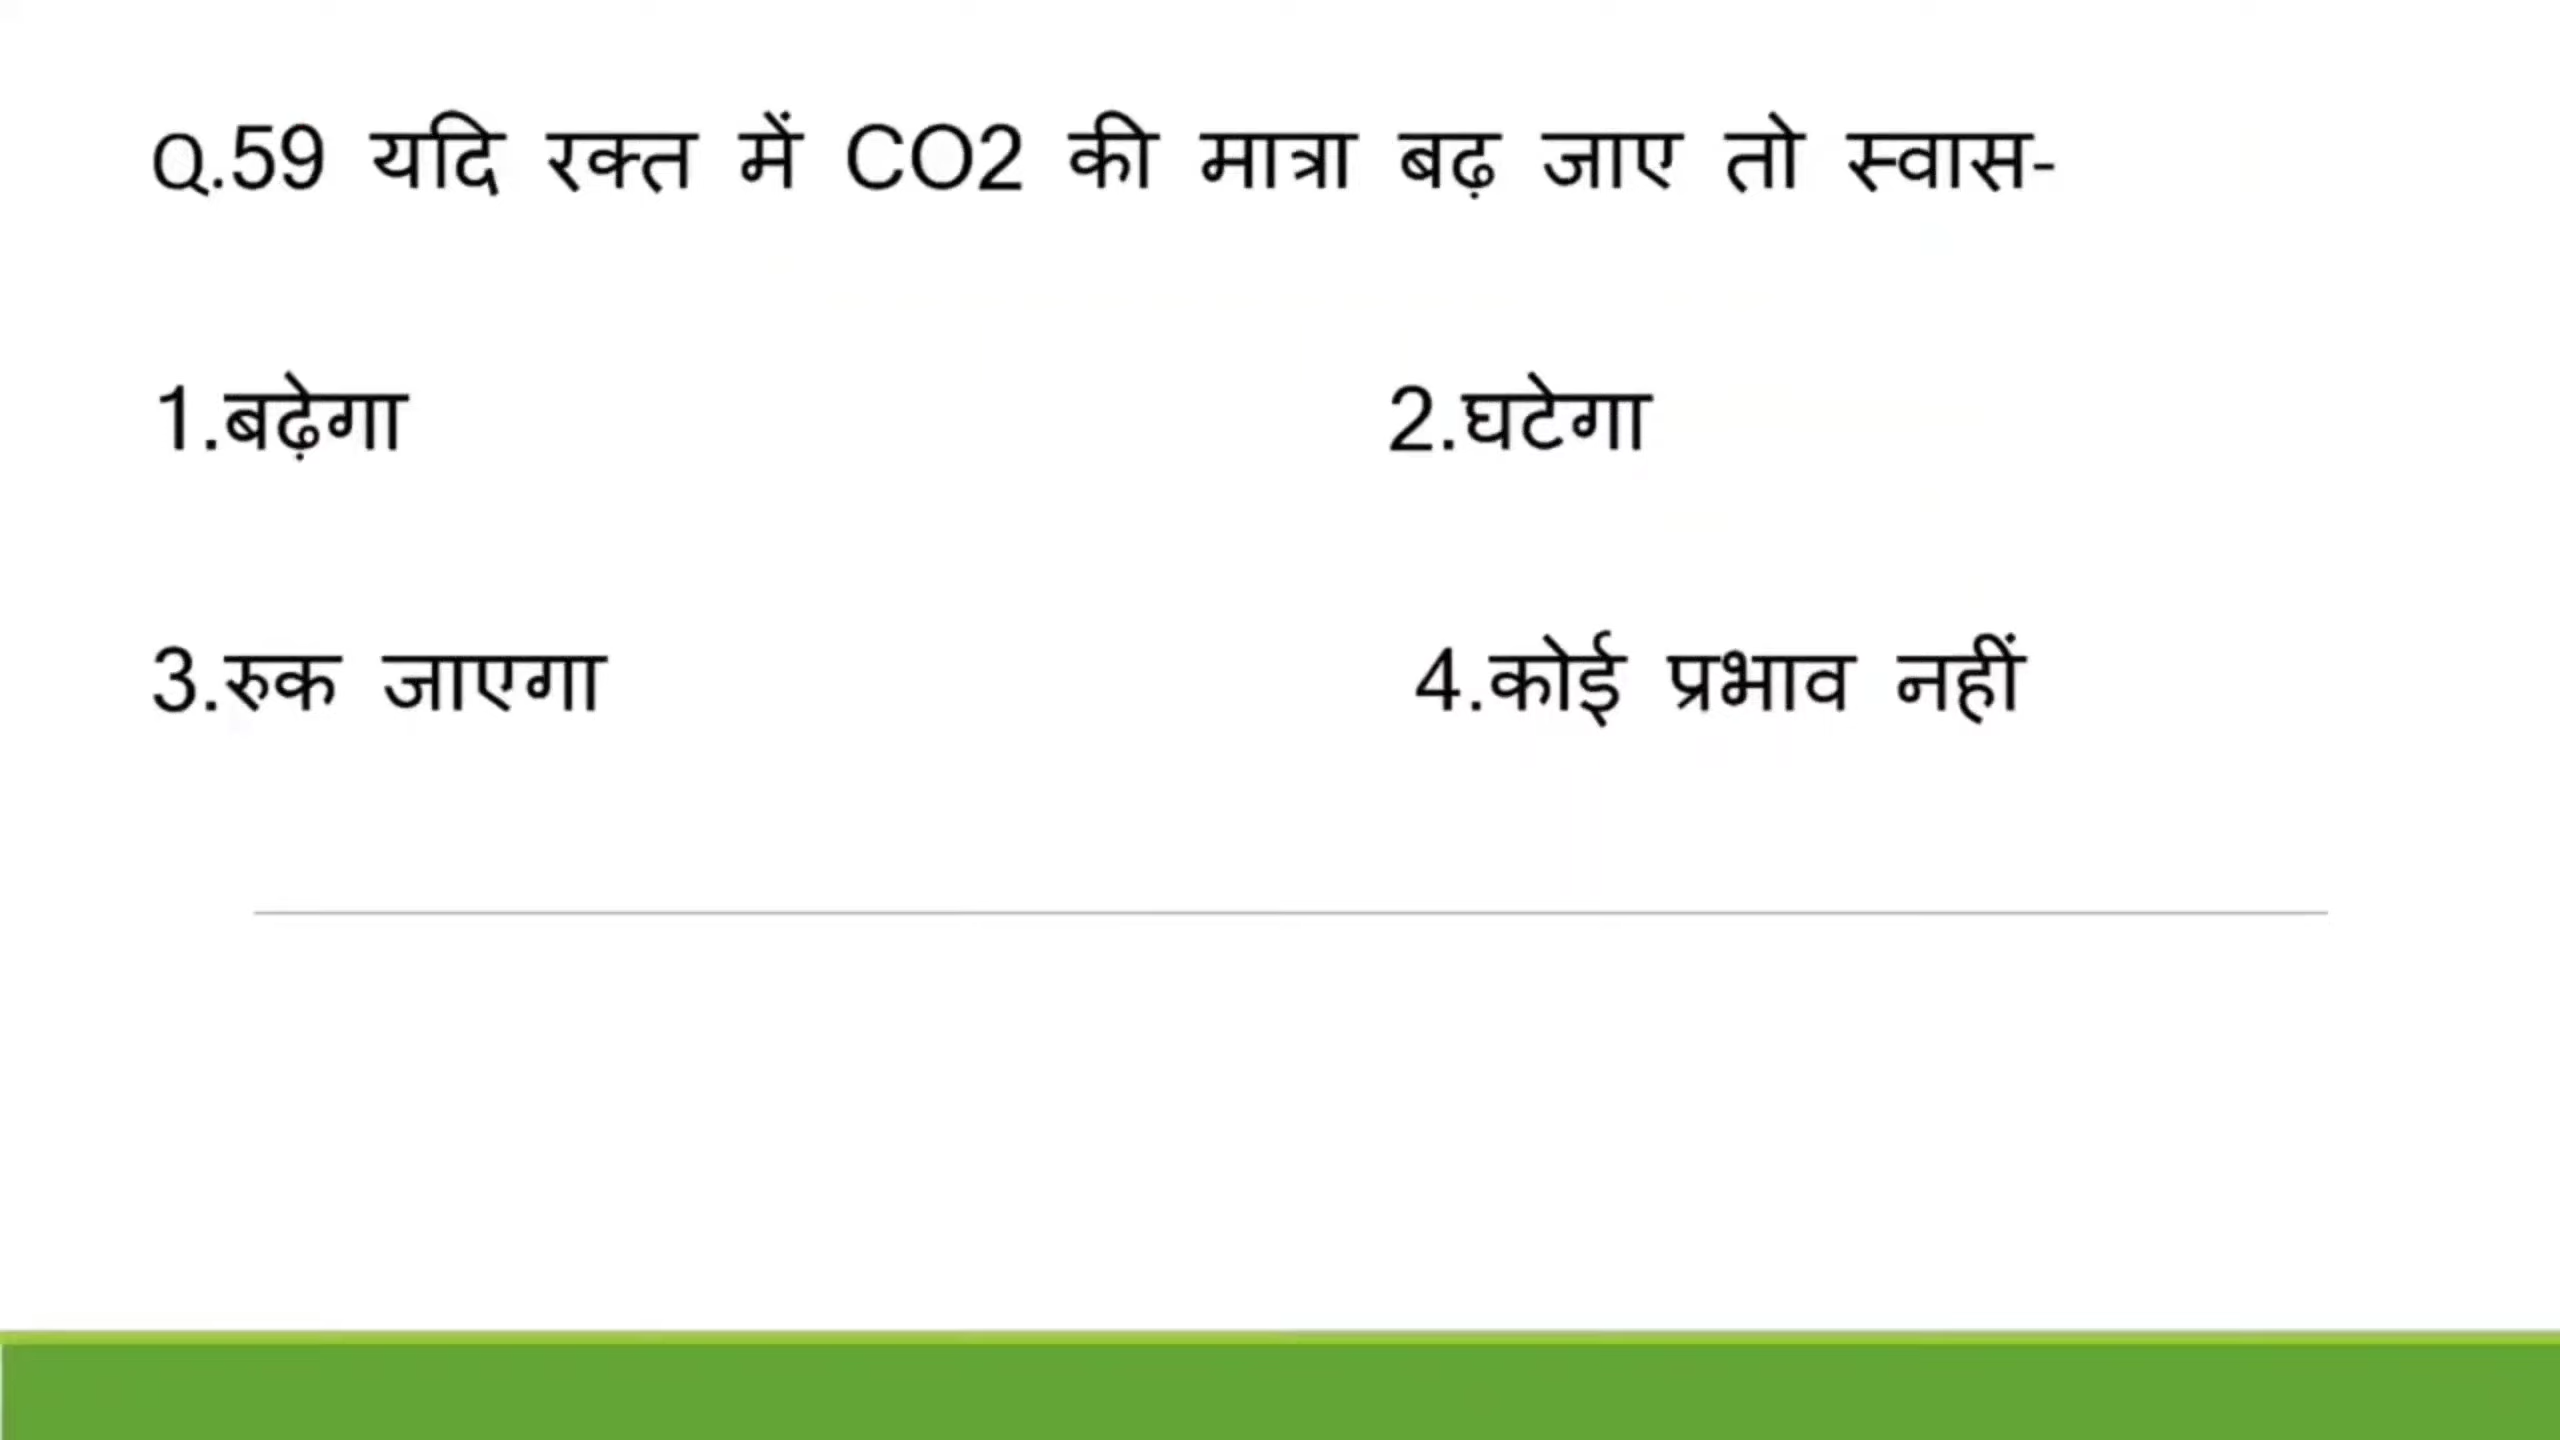 Q.59 यदि रक्त में CO2 की मात्रा बढ़ जाए तो स्वास-
1.बढ़ेगा 2.घटेगा
3.रुक जाएगा 4.कोई प्रभाव नहीं